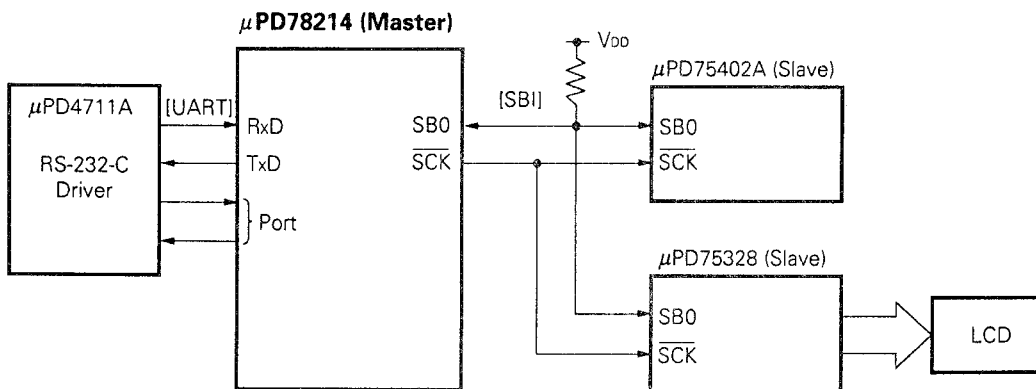 μPD78214 (Master)
VDD
μPD75402A (Slave)
μPD4711A
[UART]
[SBI]
RxD
SB0
SB0
RS-232-C
Driver
TxD
SCK
SCK
Port
μPD75328 (Slave)
SB0
SCK
LCD